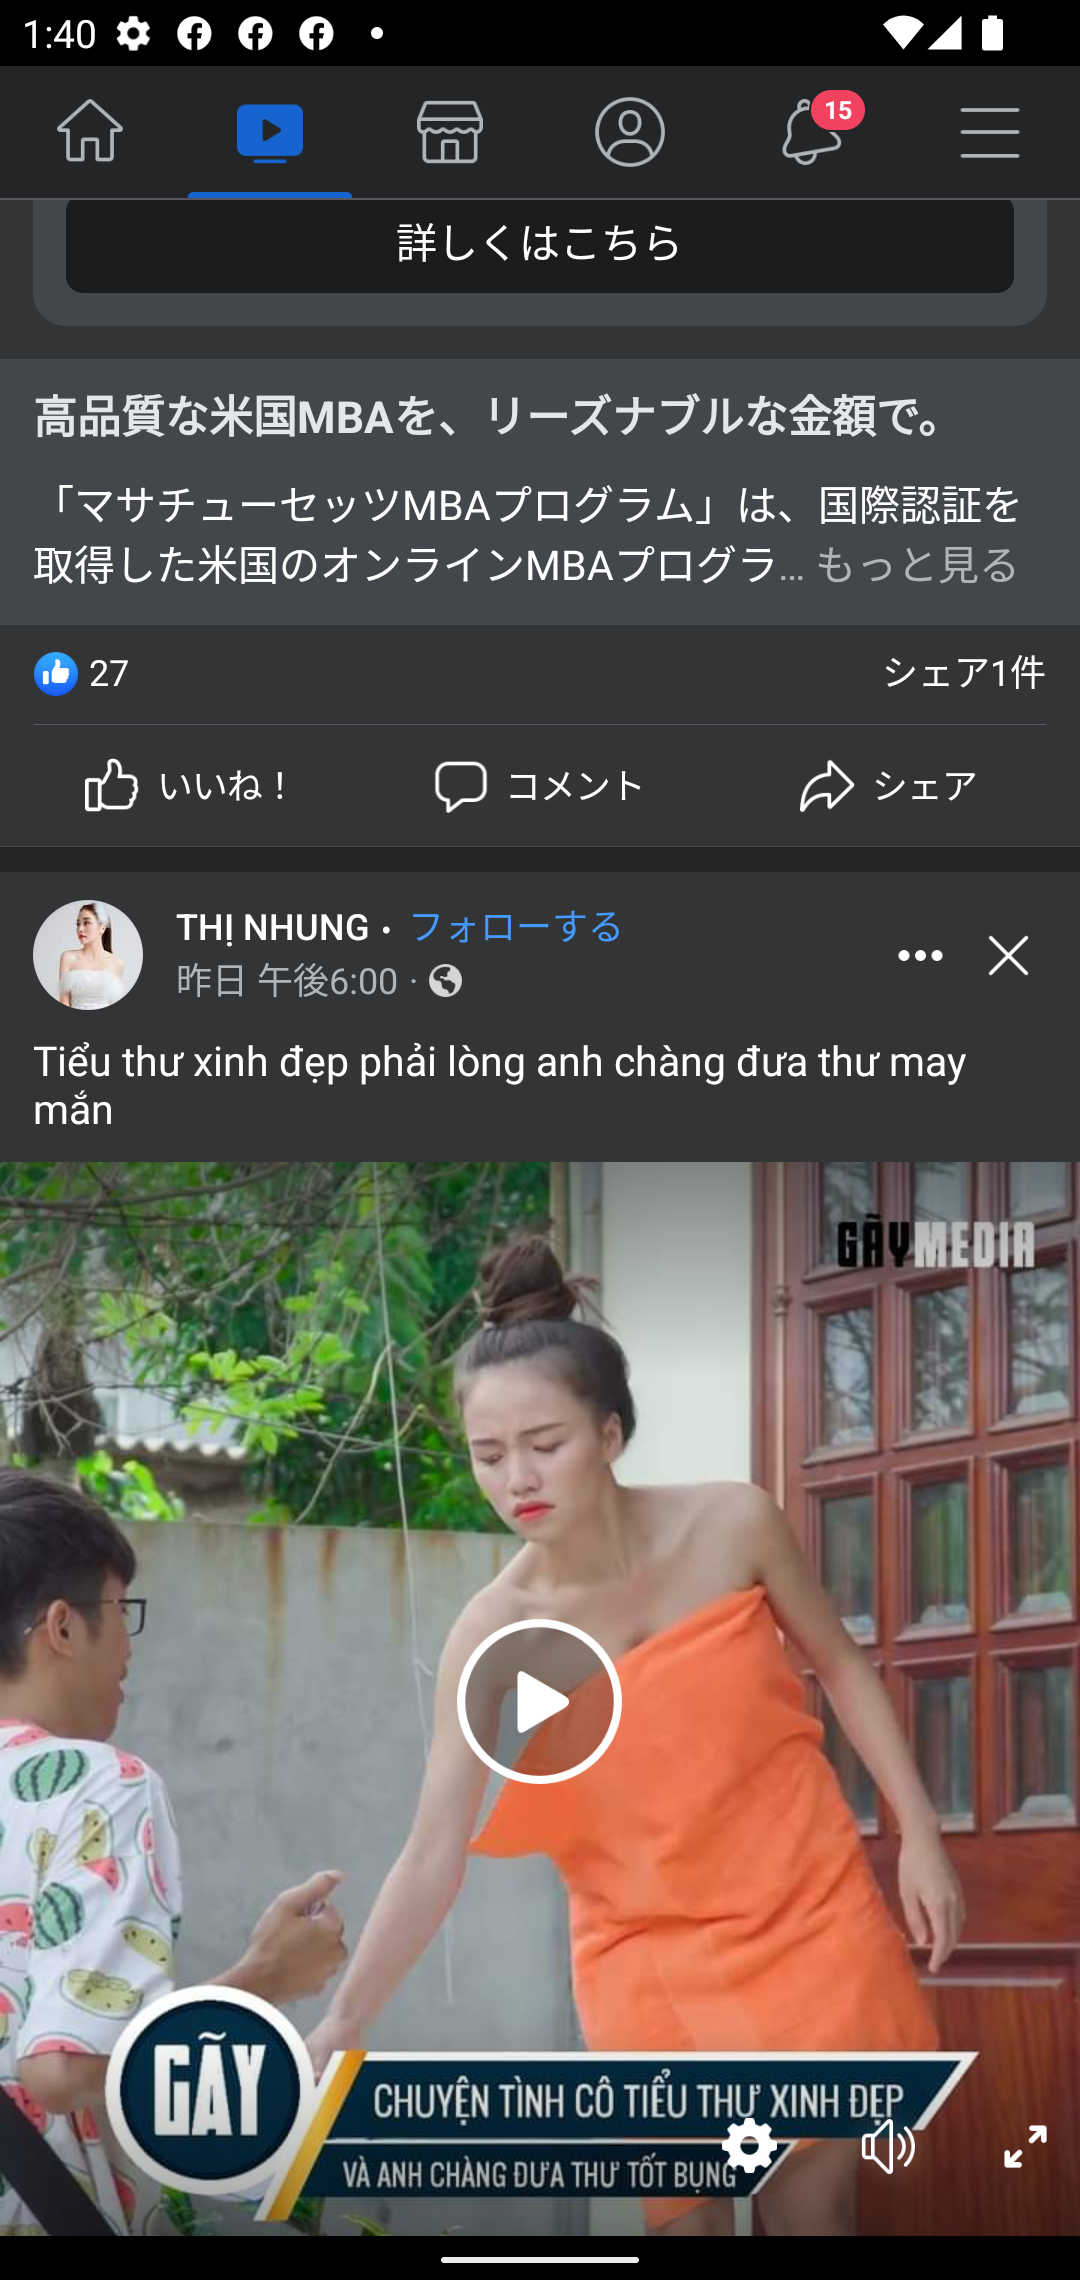 1:40
15
詳しくはこちら
高品質な米国MBAを、リーズナブルな金額で。
「マサチューセッツMBAプログラム」は、国際認証を
取得した米国のオンラインMBAプログラ... もっと見る
27
シェア1件
いいね！
コメント
シェア
THỊ NHUNG • フォローする
昨日 午後6:00 ·
Tiểu thư xinh đẹp phải lòng anh chàng đưa thư may
mắn
GÃYMEDIA
GÃY
CHUYỆN TÌNH CÔ TIỂU THƯ XINH ĐẸP
VÀ ANH CHÀNG ĐƯA THƯ TỐT BỤNG